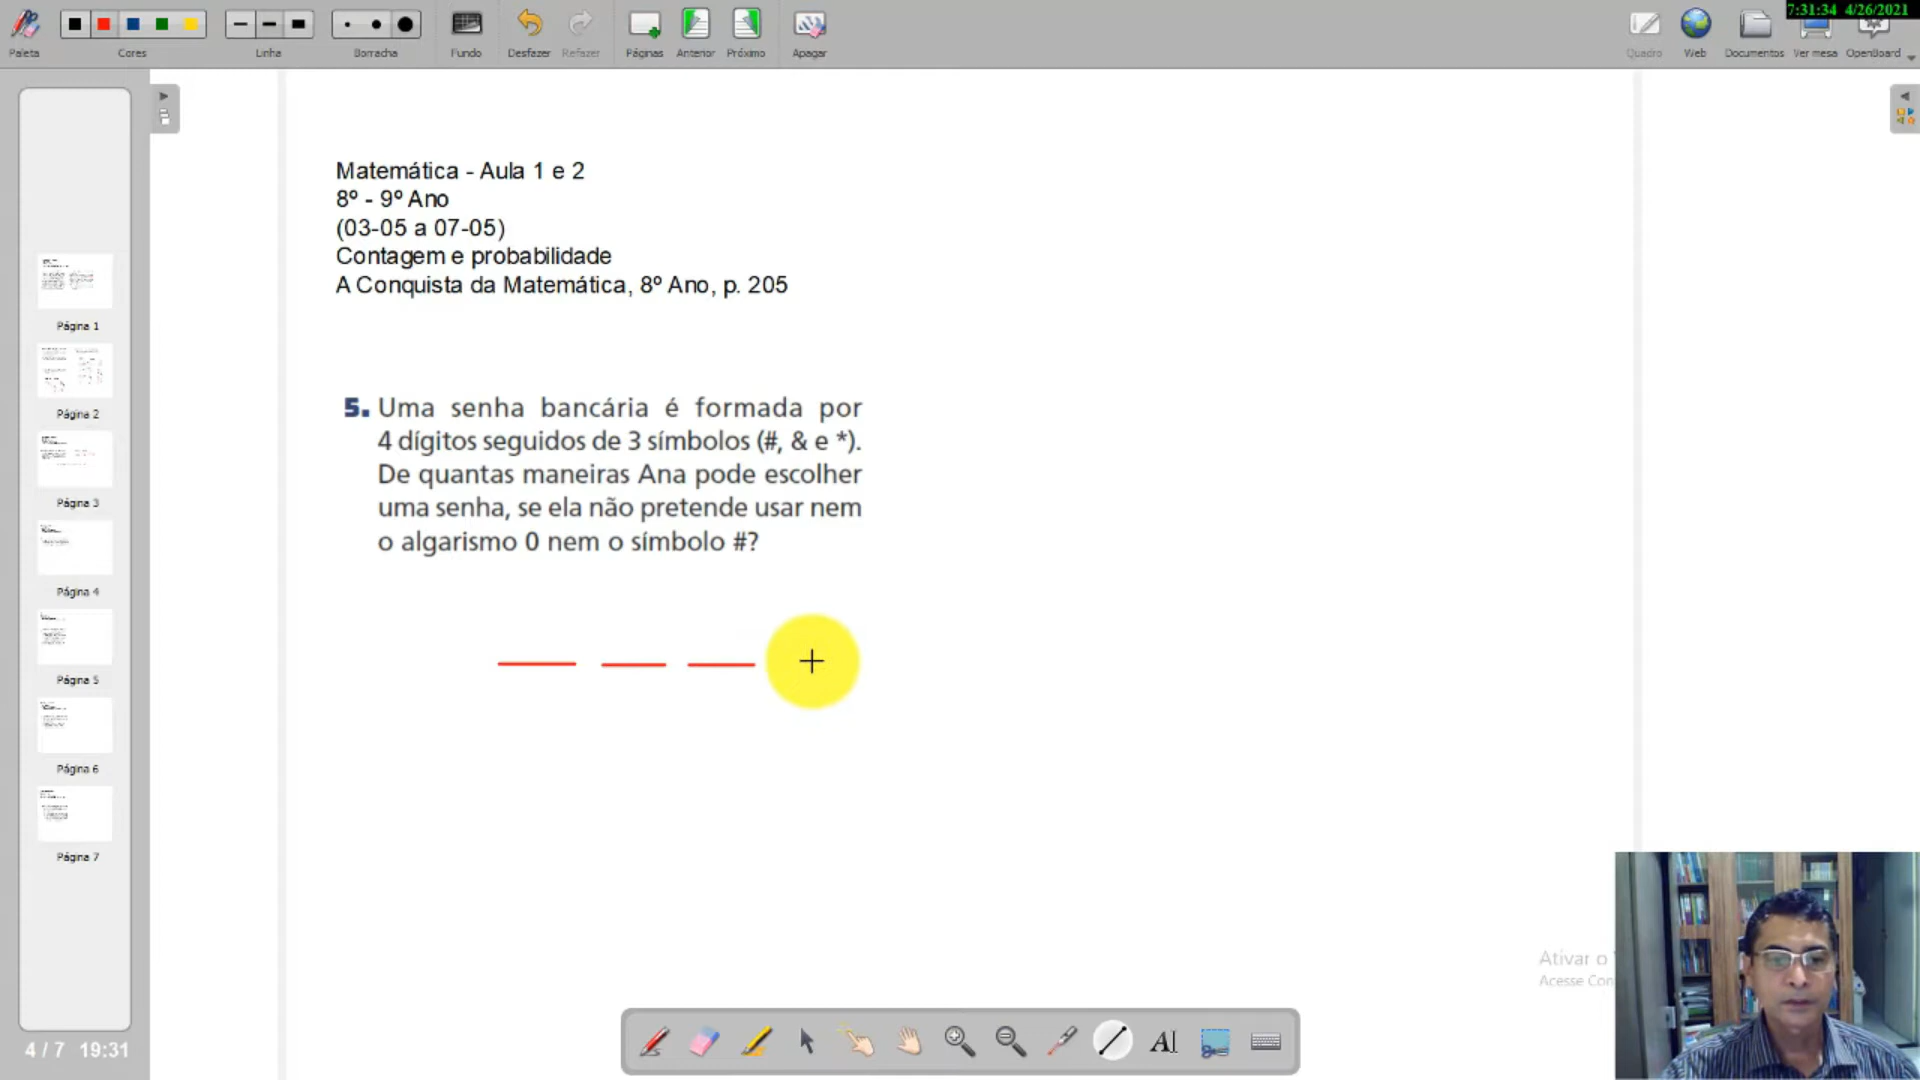 7:31:34 4/26/2021
Paleta
Cores
Linha
Borracha
Fundo
Desfazer
Refazer
Páginas
Anterior
Próximo
Apagar
Quadro
Web
Documentos
Ver mesa
OpenBoard
Matemática - Aula 1 e 2
8º - 9º Ano
(03-05 a 07-05)
Contagem e probabilidade
A Conquista da Matemática, 8º Ano, p. 205
5. Uma senha bancária é formada por
4 dígitos seguidos de 3 símbolos (#, & e *).
De quantas maneiras Ana pode escolher
uma senha, se ela não pretende usar nem
o algarismo 0 nem o símbolo #?
Página 1
Página 2
Página 3
Página 4
Página 5
Página 6
Página 7
4 / 7 19:31
Ativar o
Acesse Con
AI